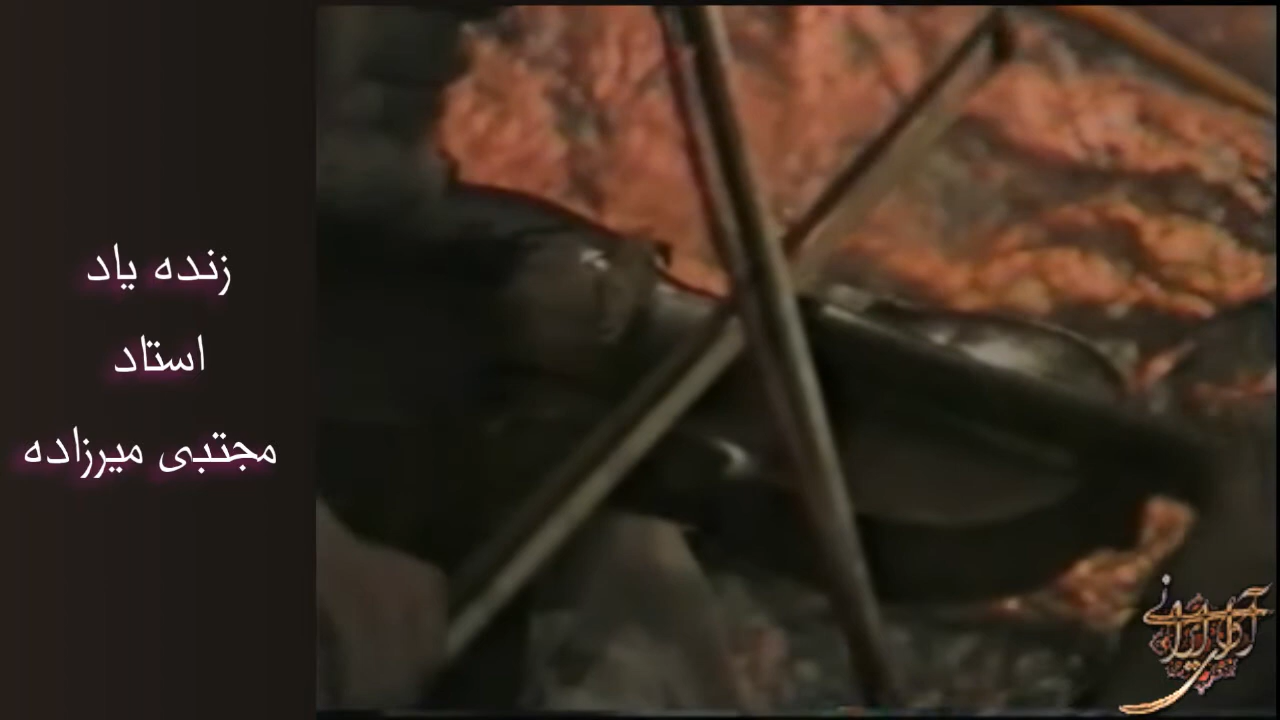 زنده یاد
استاد
مجتبی میرزاده